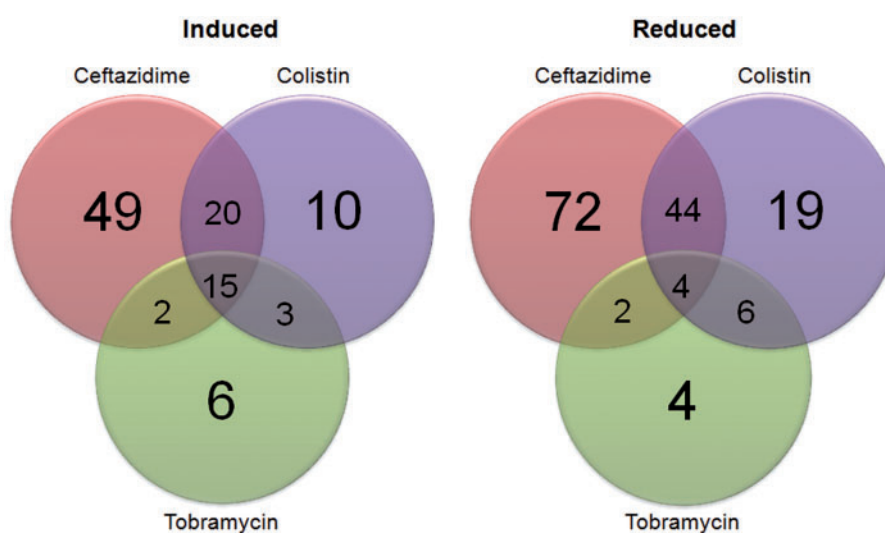 Induced
Ceftazidime Colistin
49 20 10
15
2 3
6
Tobramycin
Reduced
Ceftazidime Colistin
72 44 19
4
2 6
4
Tobramycin